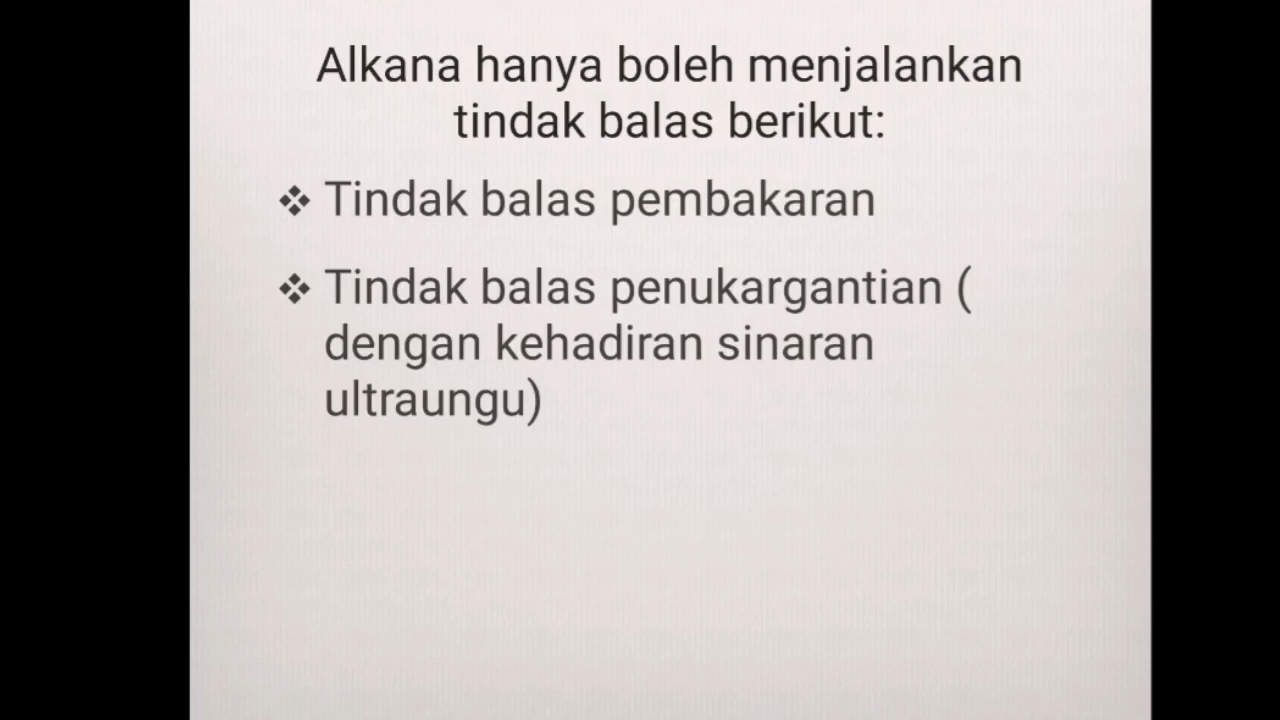 Alkana hanya boleh menjalankan
tindak balas berikut:
❖ Tindak balas pembakaran
❖ Tindak balas penukargantian (
dengan kehadiran sinaran
ultraungu)